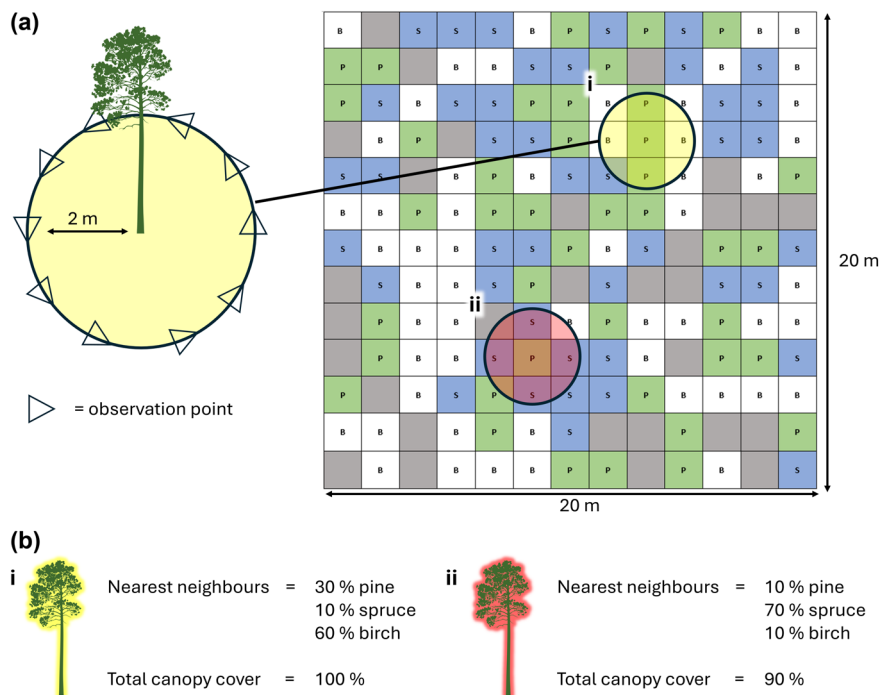 (a)
B S S S B P S P S P B B
P P B B S S P S B S B
i
P S B S S P P B P B S S B
B P S S P B P B S S B
S S B P B S S P B B P
B B P B P P P P B
2 m
S B B B S S P B S P P S
20 m
S B B S P S S S B
ii
P B B S B P B B P B B
P B B S P S S B P P S
P B S P S S S P B B B B
= observation point
B B B P B S P P
B B B B P P P B S
20 m
(b)
i
Nearest neighbours = 30 % pine
10 % spruce
60 % birch
Total canopy cover = 100 %
ii
Nearest neighbours = 10 % pine
70 % spruce
10 % birch
Total canopy cover = 90 %